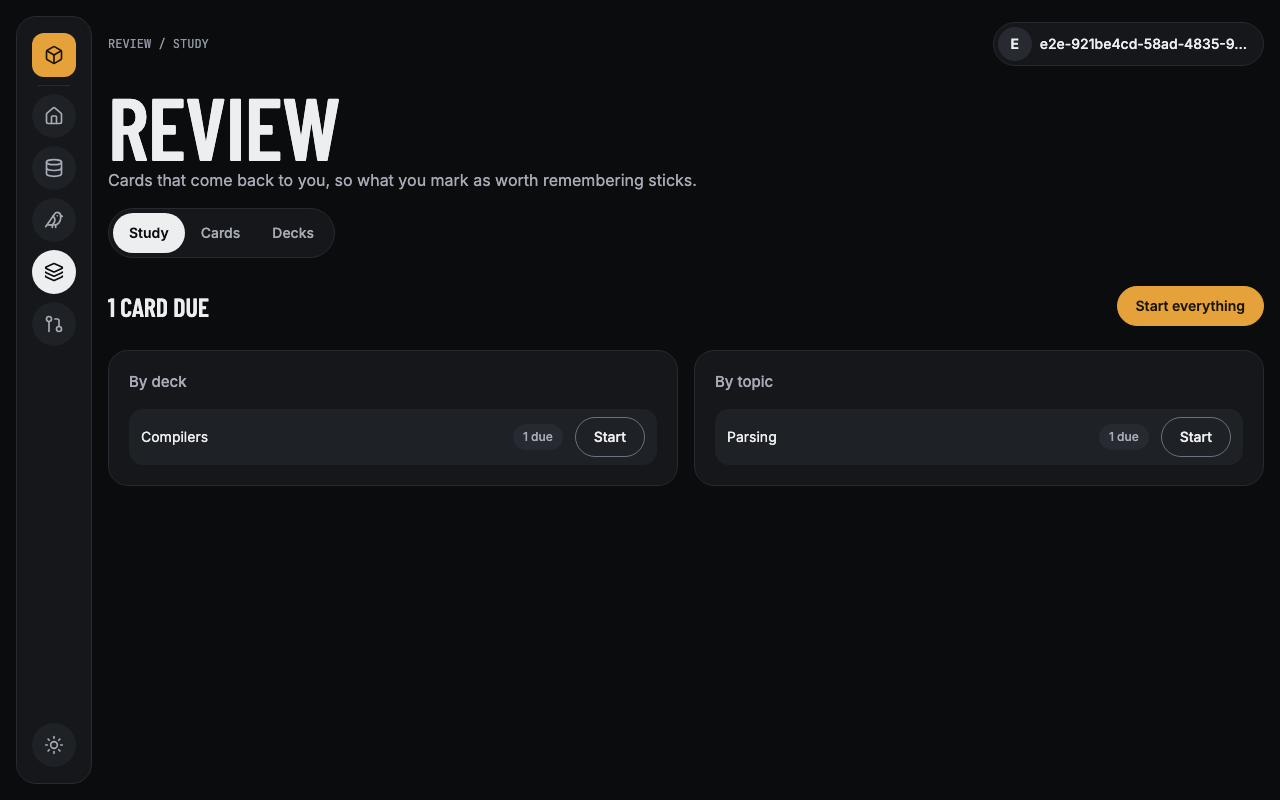 REVIEW / STUDY
E e2e-921be4cd-58ad-4835-9...
REVIEW
Cards that come back to you, so what you mark as worth remembering sticks.
Study Cards Decks
1 CARD DUE
Start everything
By deck
Compilers 1 due Start
By topic
Parsing 1 due Start